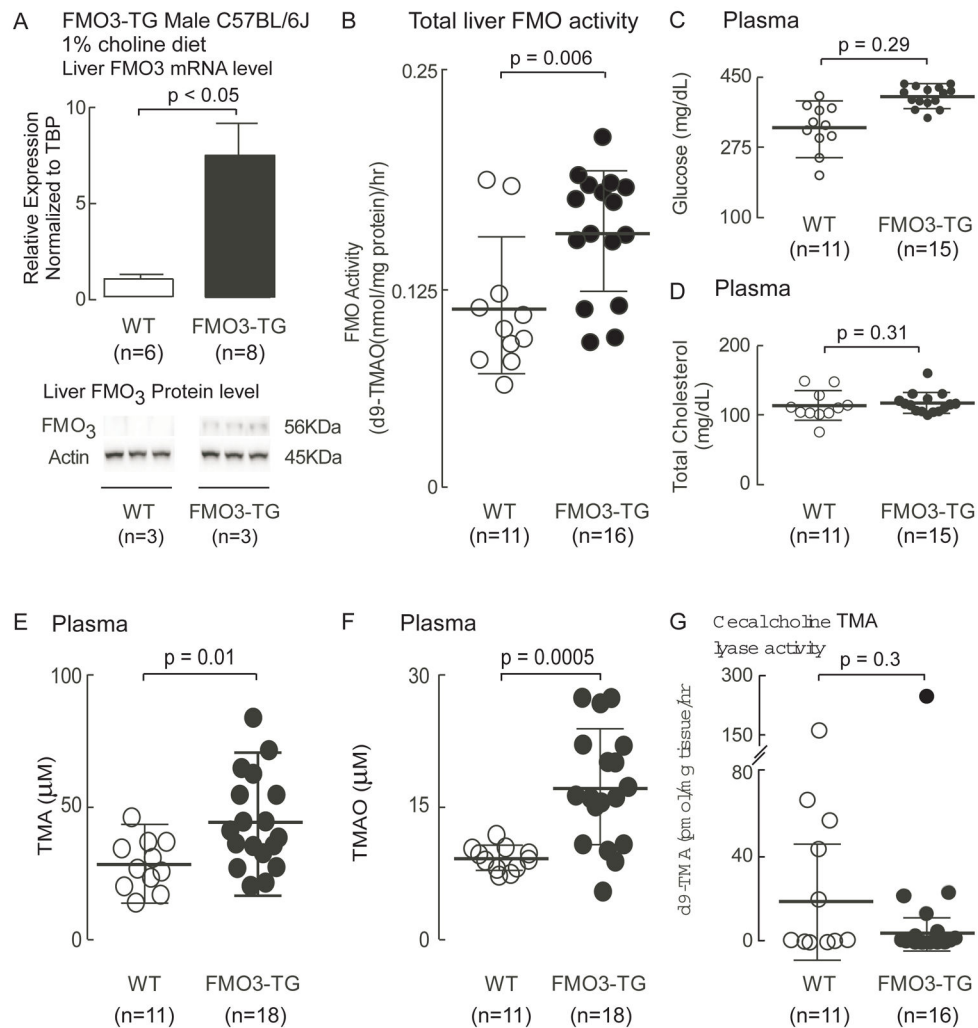 A
FMO3-TG Male C57BL/6J
1% choline diet
Liver FMO3 mRNA level
p < 0.05
Relative Expression
Normalized to TBP
10
5
0
WT
(n=6)
FMO3-TG
(n=8)
Liver FMO3 Protein level
FMO3
56KDa
Actin
45KDa
WT
(n=3)
FMO3-TG
(n=3)
B
Total liver FMO activity
p = 0.006
FMO Activity
(d9-TMAO(nmol/mg protein)/hr)
0.25
0.125
0
WT
(n=11)
FMO3-TG
(n=16)
C
Plasma
p = 0.29
Glucose (mg/dL)
450
275
100
WT
(n=11)
FMO3-TG
(n=15)
D
Plasma
p = 0.31
Total Cholesterol
(mg/dL)
200
100
0
WT
(n=11)
FMO3-TG
(n=15)
E
Plasma
p = 0.01
TMA (µM)
100
50
0
WT
(n=11)
FMO3-TG
(n=18)
F
Plasma
p = 0.0005
TMAO (µM)
30
15
0
WT
(n=11)
FMO3-TG
(n=18)
G
Cecalcholine TMA
lyase activity
p = 0.3
d9-TMA (pmol/mg tissue/hr
300
150
80
40
0
WT
(n=11)
FMO3-TG
(n=16)